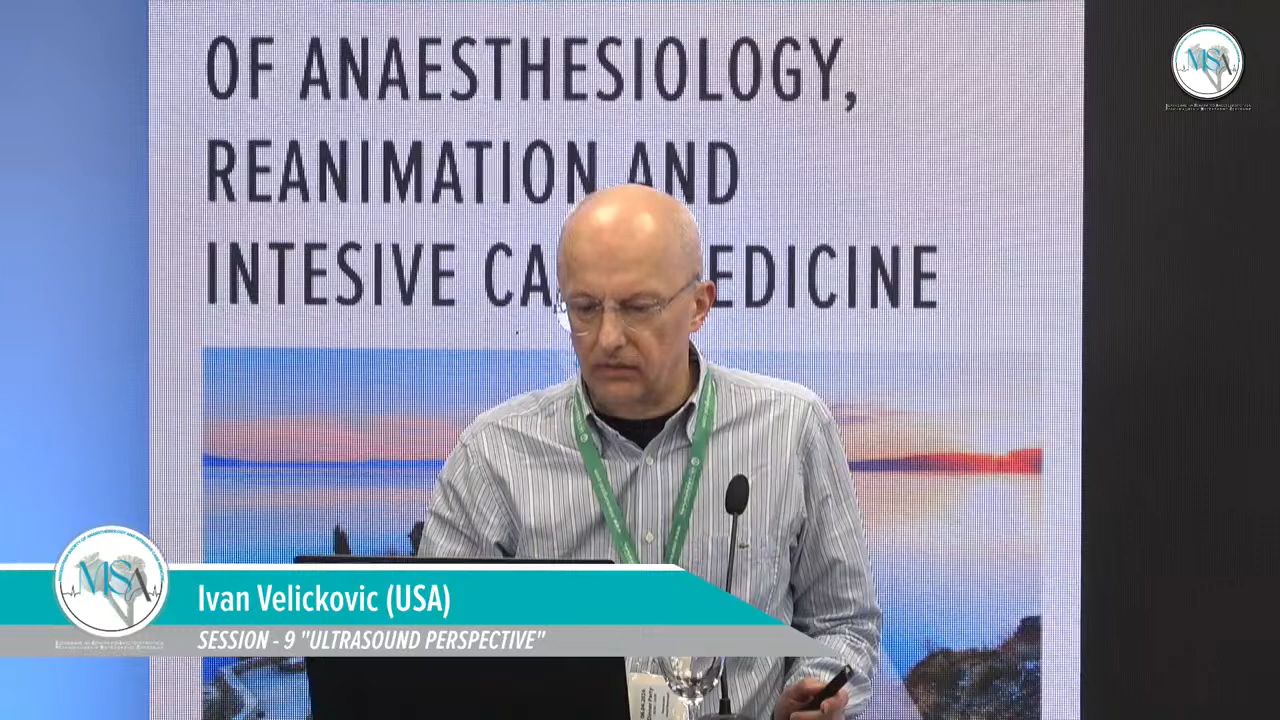 OF ANAESTHESIOLOGY,
REANIMATION AND
INTESIVE CA EDICINE
MSA
MSA
Ivan Velickovic (USA)
SESSION - 9 "ULTRASOUND PERSPECTIVE"